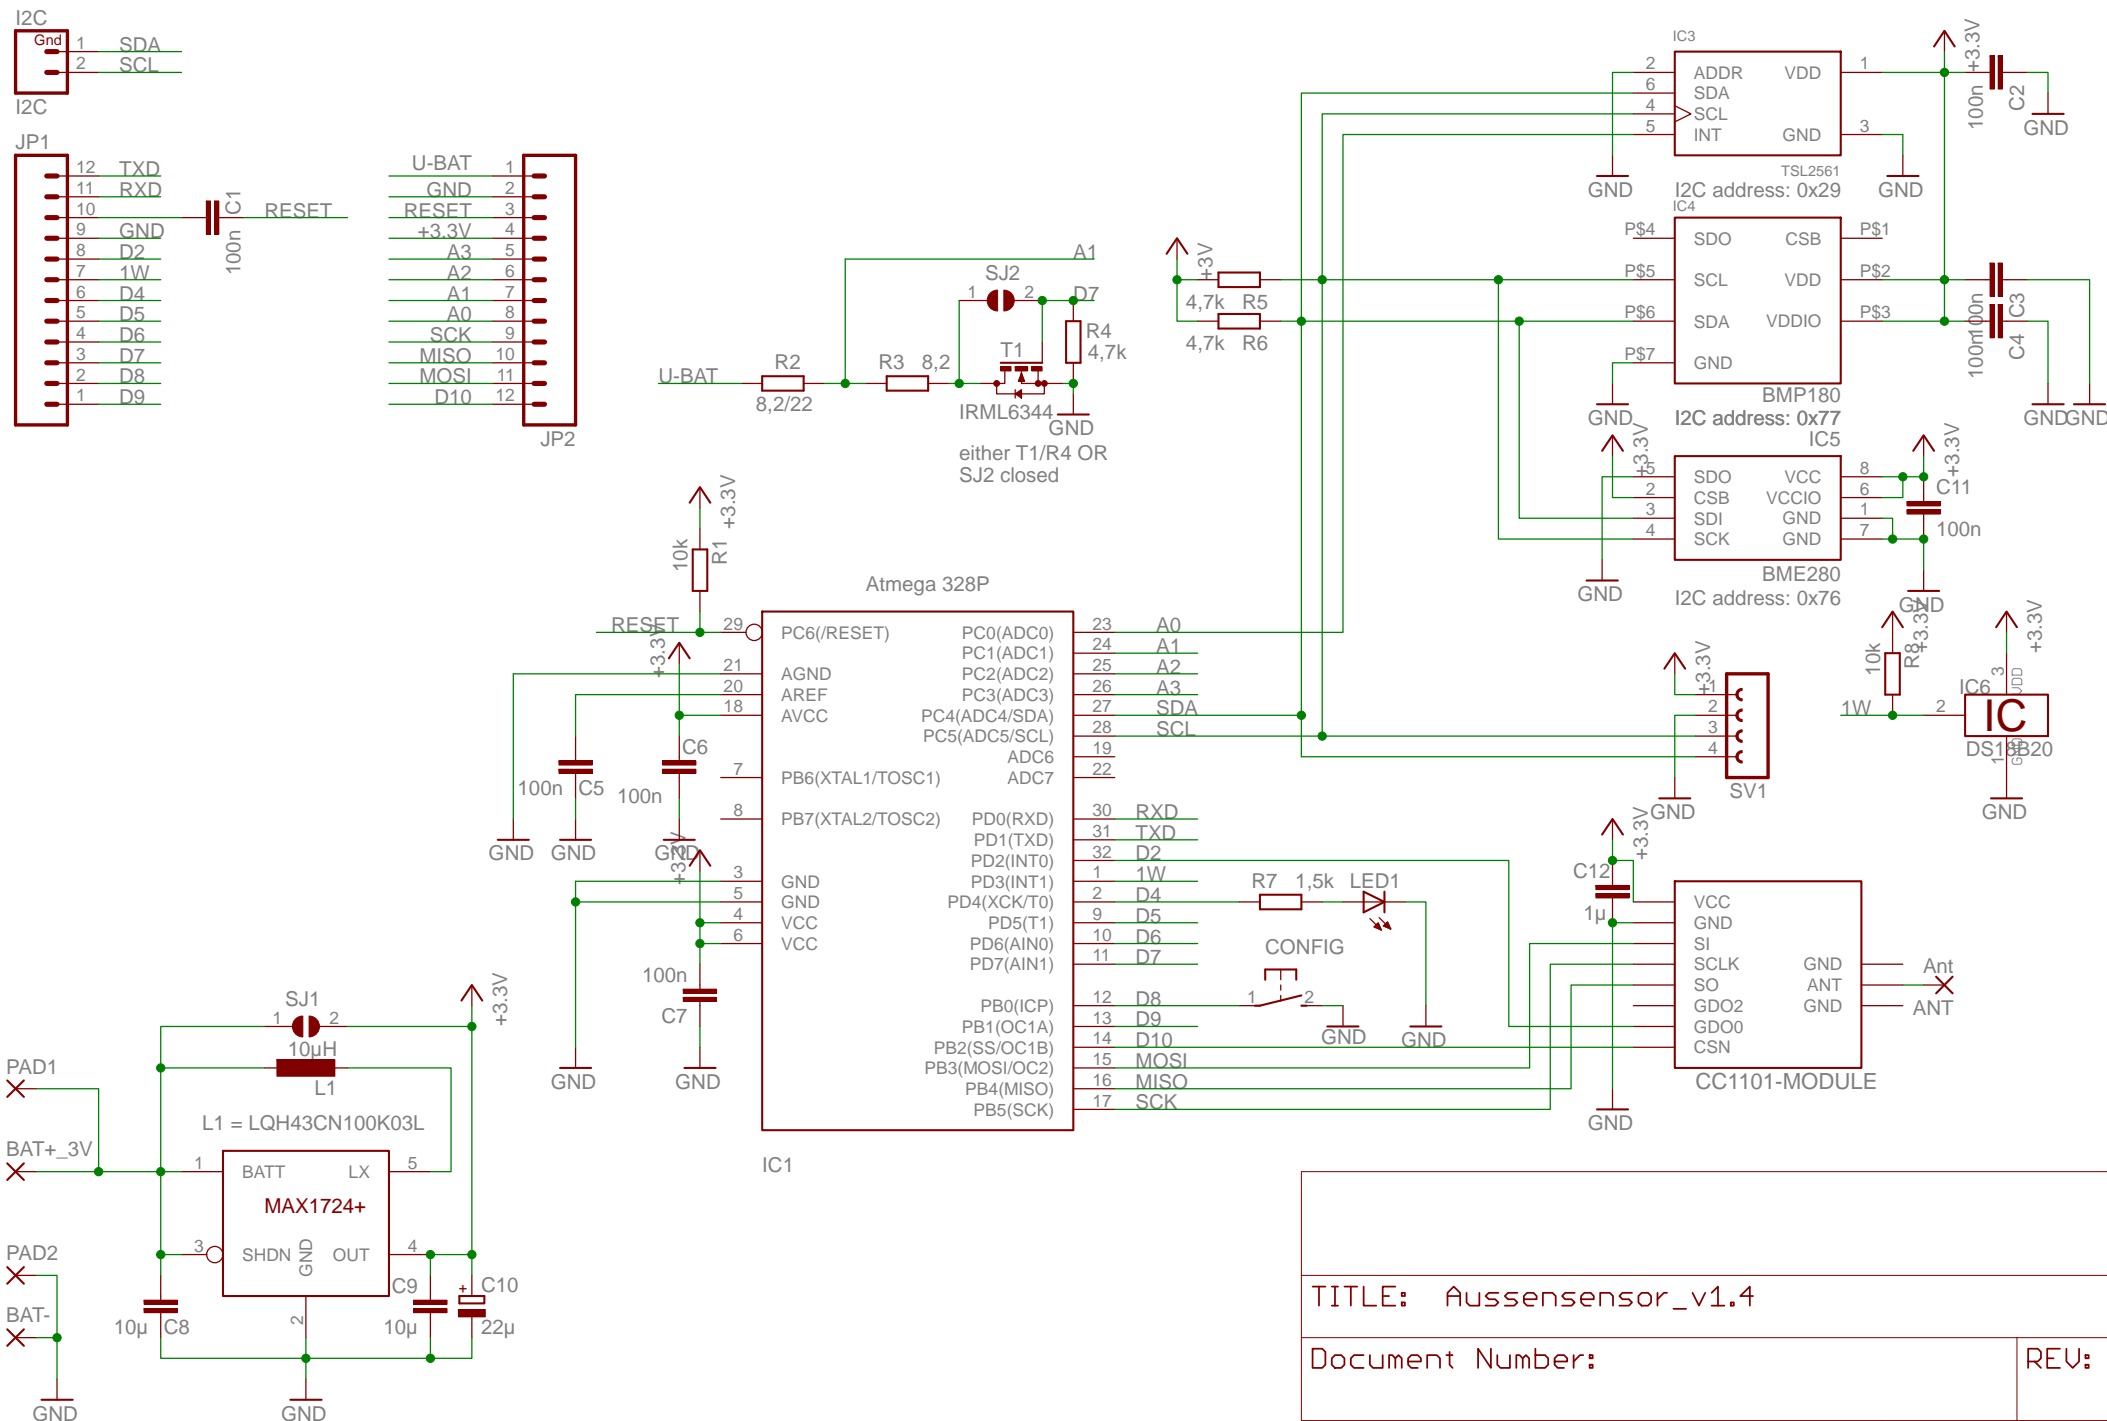 I2C
Gnd 1 SDA
2 SCL
I2C
JP1
12 TXD
11 RXD
10
9 GND
8 D2
7 1W
6 D4
5 D5
4 D6
3 D7
2 D8
1 D9
C1
100n
RESET
U-BAT 1
GND 2
RESET 3
+3.3V 4
A3 5
A2 6
A1 7
A0 8
SCK 9
MISO 10
MOSI 11
D10 12
JP2
A1
SJ2
1 2 D7
R4
4,7k
T1
U-BAT
R2
8,2/22
R3 8,2
IRML6344
GND
either T1/R4 OR
SJ2 closed
+3V
4,7k R5
4,7k R6
IC3
2 ADDR VDD 1
6 SDA
4 SCL
5 INT GND 3
TSL2561
GND
GND
I2C address: 0x29
+3.3V
100n C2
GND
IC4
P$4 SDO CSB P$1
P$5 SCL VDD P$2
P$6 SDA VDDIO P$3
P$7 GND
BMP180
GND
I2C address: 0x77
100n C3
100n C4
GND
GND
IC5
+3.3V
5 SDO VCC 8
2 CSB VCCIO 6
3 SDI GND 1
4 SCK GND 7
BME280
GND
I2C address: 0x76
+3.3V
C11
100n
GND
+3.3V
10k R8
1W
2
IC6
IC
3 VDD
1 GND
DS18B20
+3.3V
GND
+3.3V
10k R1
Atmega 328P
RESET
29 PC6(/RESET)
21 AGND
20 AREF
18 AVCC
7 PB6(XTAL1/TOSC1)
8 PB7(XTAL2/TOSC2)
3 GND
5 GND
4 VCC
6 VCC
PC0(ADC0) 23 A0
PC1(ADC1) 24 A1
PC2(ADC2) 25 A2
PC3(ADC3) 26 A3
PC4(ADC4/SDA) 27 SDA
PC5(ADC5/SCL) 28 SCL
ADC6 19
ADC7 22
PD0(RXD) 30 RXD
PD1(TXD) 31 TXD
PD2(INT0) 32 D2
PD3(INT1) 1 1W
PD4(XCK/T0) 2 D4
PD5(T1) 9 D5
PD6(AIN0) 10 D6
PD7(AIN1) 11 D7
PB0(ICP) 12 D8
PB1(OC1A) 13 D9
PB2(SS/OC1B) 14 D10
PB3(MOSI/OC2) 15 MOSI
PB4(MISO) 16 MISO
PB5(SCK) 17 SCK
IC1
+3.3V
C6
100n
100n C5
GND
GND
GND
+3.3V
100n
C7
GND
GND
R7 1,5k LED1
CONFIG
1 2
GND
GND
+3.3V
1
2
3
4
SV1
GND
+3.3V
C12
1µ
VCC
GND
SI
SCLK GND
SO ANT
GDO2 GND
GDO0
CSN
CC1101-MODULE
Ant
ANT
GND
SJ1
1 2
+3.3V
10µH
L1
L1 = LQH43CN100K03L
PAD1
BAT+_3V
1 BATT LX 5
MAX1724+
3 SHDN GND OUT 4
2
PAD2
BAT-
10µ C8
C9
10µ
+ C10
22µ
GND
GND
TITLE: Aussensensor_v1.4
Document Number:
REV: